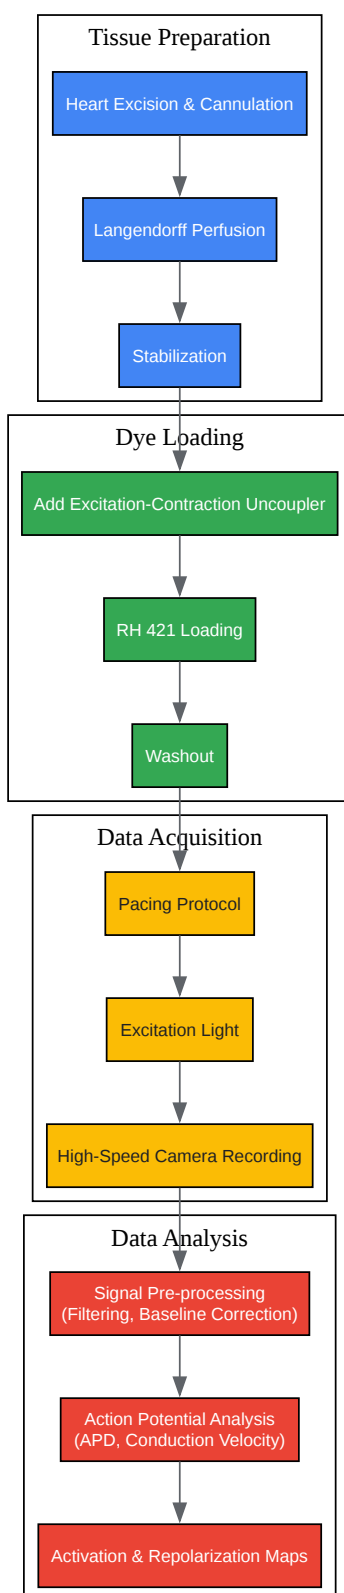 Tissue Preparation
Heart Excision & Cannulation
Langendorff Perfusion
Stabilization
Dye Loading
Add Excitation-Contraction Uncoupler
RH 421 Loading
Washout
Data Acquisition
Pacing Protocol
Excitation Light
High-Speed Camera Recording
Data Analysis
Signal Pre-processing
(Filtering, Baseline Correction)
Action Potential Analysis
(APD, Conduction Velocity)
Activation & Repolarization Maps